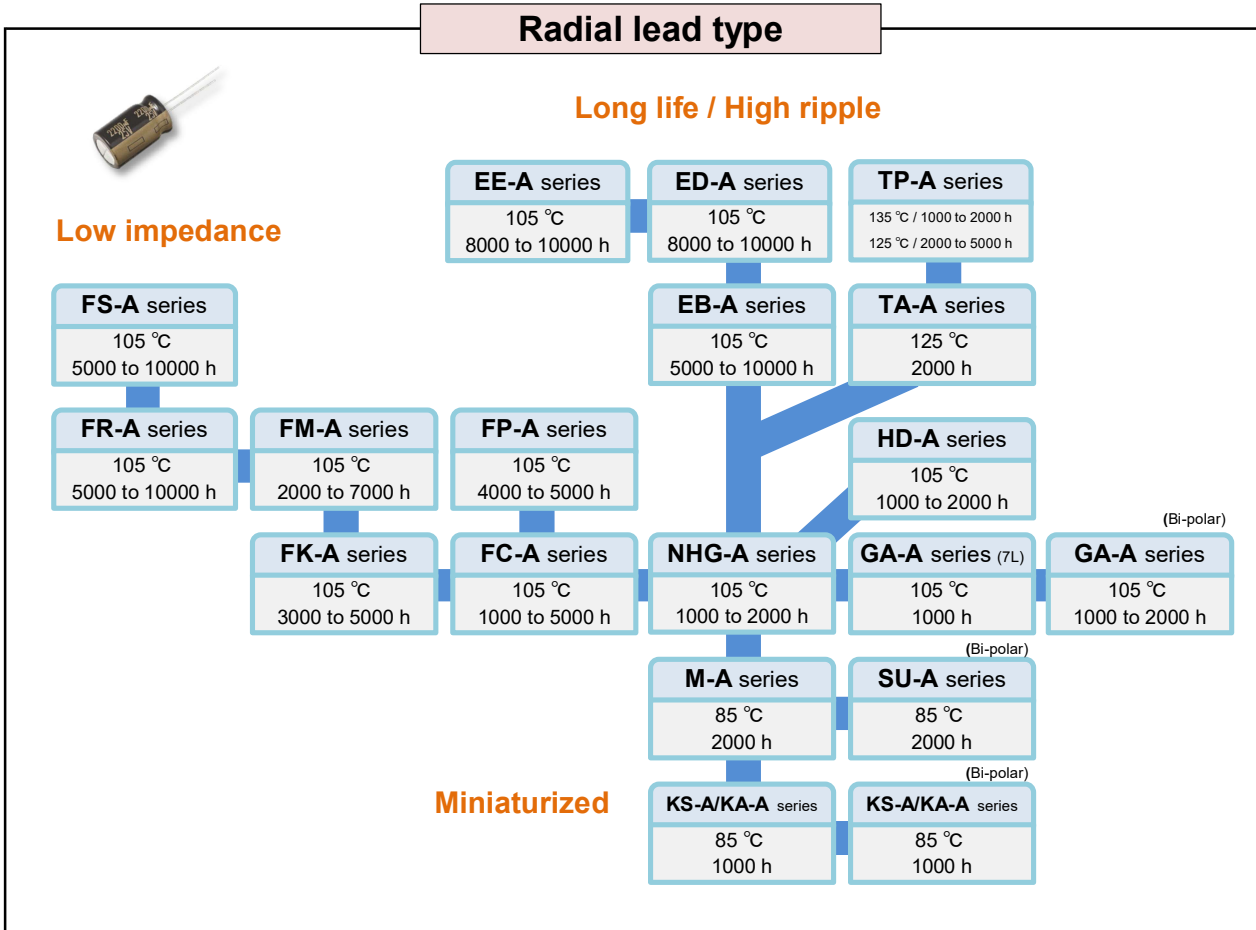 Radial lead type
2200µF
25V
2200µF
25V
Long life / High ripple
Low impedance
EE-A series
105 ℃
8000 to 10000 h
ED-A series
105 ℃
8000 to 10000 h
TP-A series
135 ℃ / 1000 to 2000 h
125 ℃ / 2000 to 5000 h
FS-A series
105 ℃
5000 to 10000 h
EB-A series
105 ℃
5000 to 10000 h
TA-A series
125 ℃
2000 h
FR-A series
105 ℃
5000 to 10000 h
FM-A series
105 ℃
2000 to 7000 h
FP-A series
105 ℃
4000 to 5000 h
HD-A series
105 ℃
1000 to 2000 h
FK-A series
105 ℃
3000 to 5000 h
FC-A series
105 ℃
1000 to 5000 h
NHG-A series
105 ℃
1000 to 2000 h
GA-A series (7L)
105 ℃
1000 h
(Bi-polar)
GA-A series
105 ℃
1000 to 2000 h
M-A series
85 ℃
2000 h
(Bi-polar)
SU-A series
85 ℃
2000 h
Miniaturized
KS-A/KA-A series
85 ℃
1000 h
(Bi-polar)
KS-A/KA-A series
85 ℃
1000 h